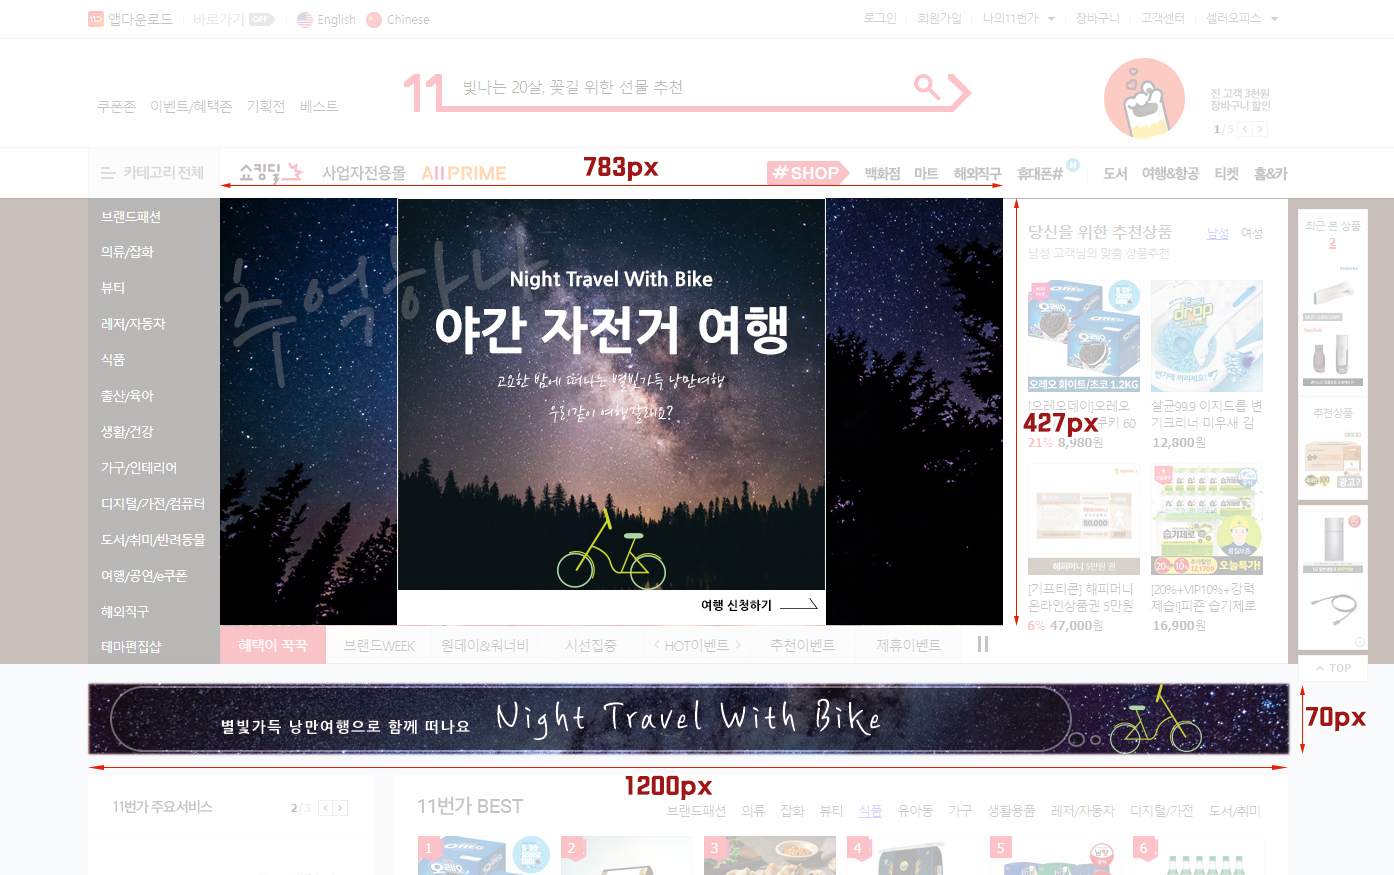 앱다운로드 바로가기 OFF English Chinese
로그인 회원가입 나의11번가 장바구니 고객센터 셀러오피스
11 빛나는 20살, 꽃길 위한 선물 추천
쿠폰존 이벤트/혜택존 기획전 베스트
전 고객 3천원
장바구니 할인
1/5
카테고리 전체 쇼킹딜 사업자전용몰 All PRIME
783px
#SHOP 백화점 마트 해외직구 휴대폰# N 도서 여행&항공 티켓 홈&카
브랜드패션
의류/잡화
뷰티
레저/자동차
식품
출산/육아
생활/건강
가구/인테리어
디지털/가전/컴퓨터
도서/취미/반려동물
여행/공연/e쿠폰
해외직구
테마편집샵
추억하나
Night Travel With Bike
야간 자전거 여행
고요한 밤에 떠나는 별빛가득 낭만여행
우리같이 여행갈래요?
여행 신청하기
혜택이 꾹꾹 브랜드WEEK 원데이&워너비 시선집중 HOT이벤트 추천이벤트 제휴이벤트
427px
당신을 위한 추천상품 남성 여성
남성 고객님의 맞춤 상품추천
오레오 화이트/초코 1.2KG
[오레오데이]오레오
쿠키 60
21% 8,980원
변기에 버리세요!
살균99.9 이지드롭 변
기크리너 미우새 김
12,800원
50,000
해피머니 5만원 권
[기프티콘] 해피머니
온라인상품권 5만원
6% 47,000원
습기제로
품질보증
20% 10% 12,170원 오늘특가!
[20%+VIP10%+강력
제습]]피죤 습기제로
16,900원
최근 본 상품
2
추천상품
광고?
TOP
별빛가득 낭만여행으로 함께 떠나요 Night Travel With Bike
70px
1200px
11번가 주요서비스 2/3
11번가 BEST 브랜드패션 의류 잡화 뷰티 식품 유아동 가구 생활용품 레저/자동차 디지털/가전 도서/취미
1 2 3 4 5 6